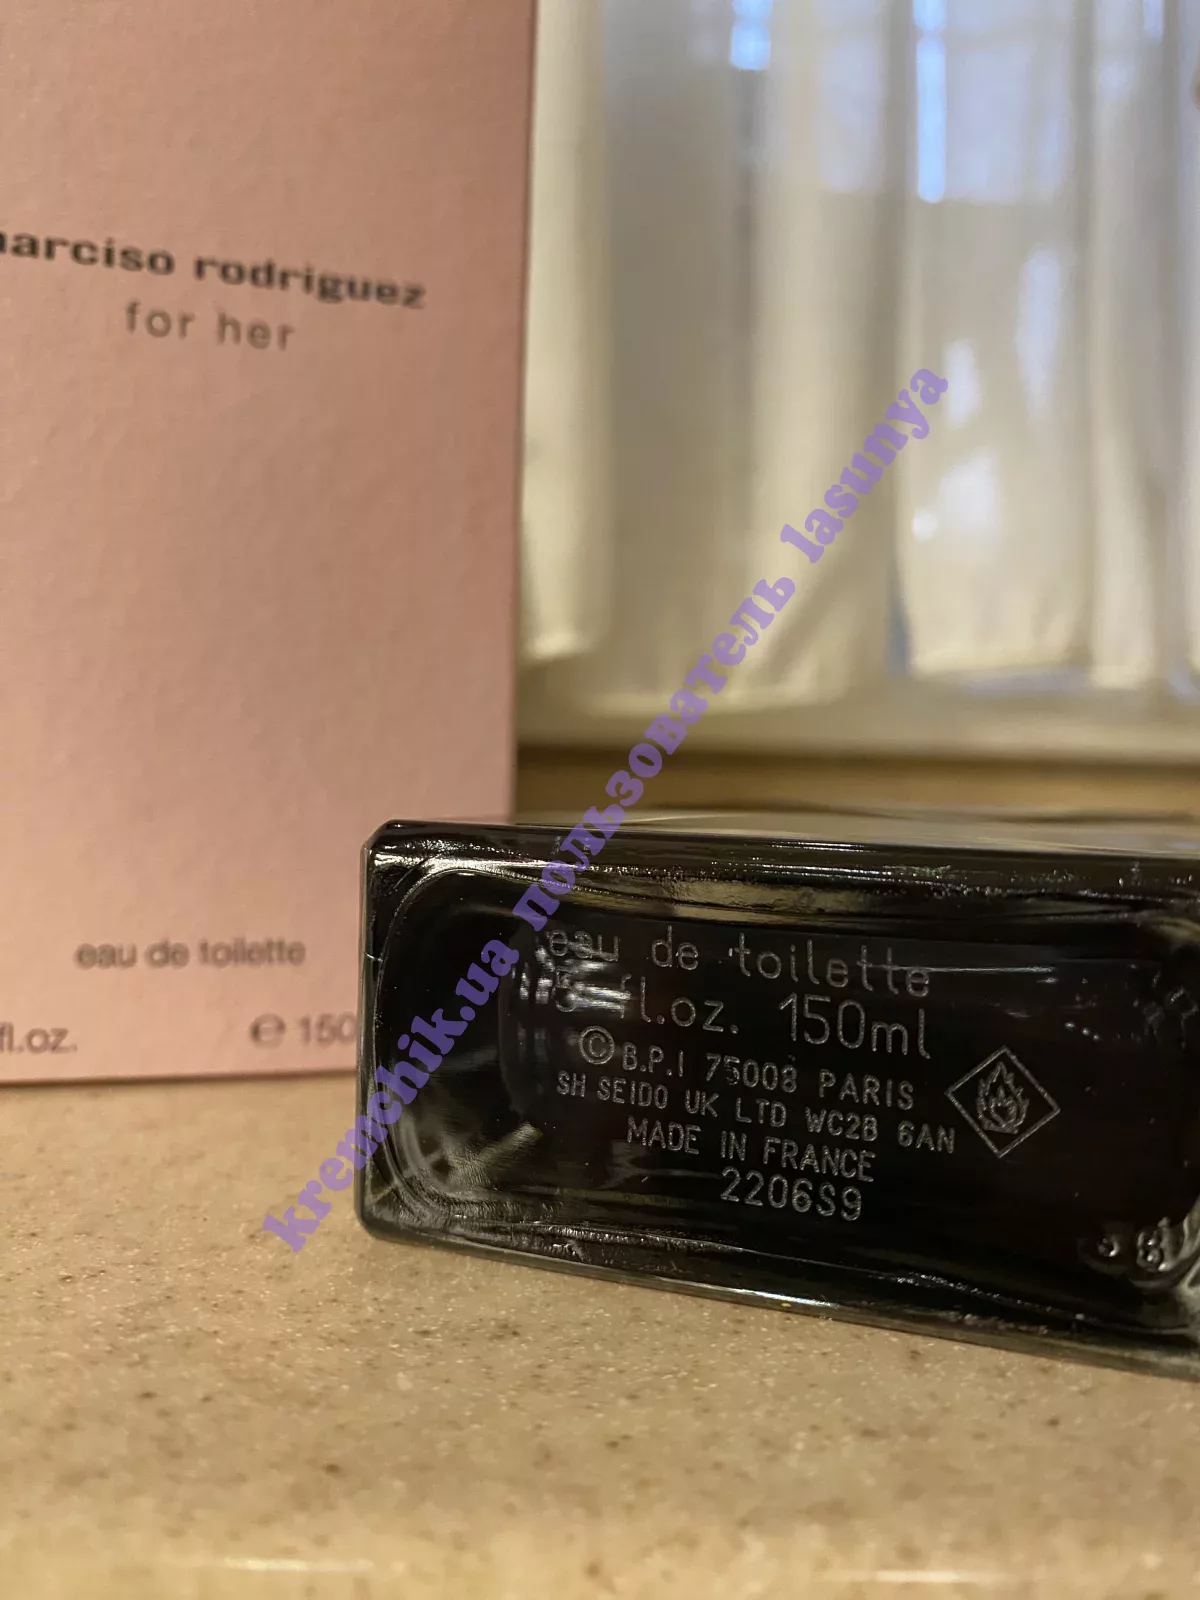 narciso rodriguez
for her
eau de toilette
fl.oz. ℮ 150
eau de toilette
5 fl.oz. 150ml
© B.P.I 75008 PARIS
SH SEIDO UK LTD WC2B 6AN
MADE IN FRANCE
2206S9
kremchik.ua пользователь lasunya